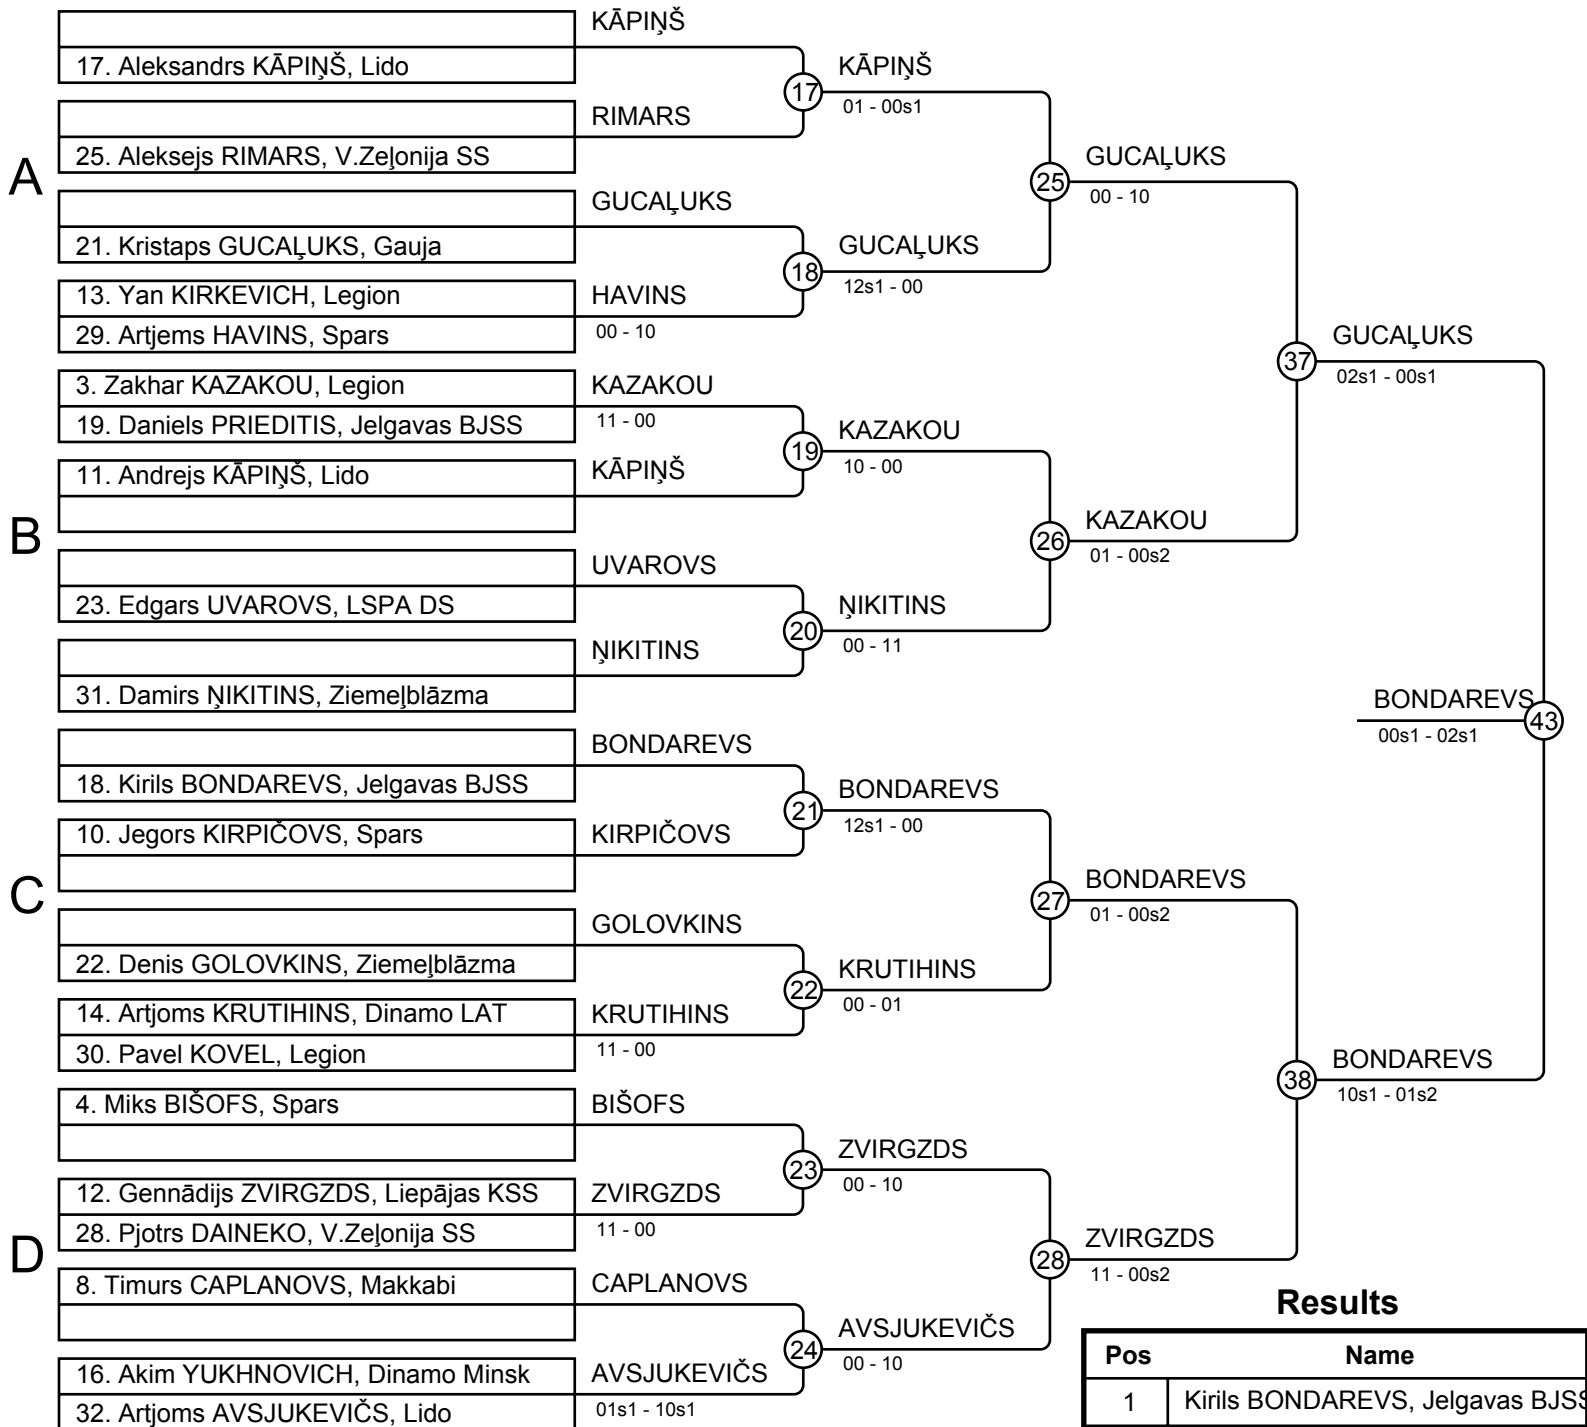 A
17. Aleksandrs KĀPIŅŠ, Lido
25. Aleksejs RIMARS, V.Zeļonija SS
21. Kristaps GUCAĻUKS, Gauja
13. Yan KIRKEVICH, Legion
29. Artjems HAVINS, Spars
B
3. Zakhar KAZAKOU, Legion
19. Daniels PRIEDITIS, Jelgavas BJSS
11. Andrejs KĀPIŅŠ, Lido
23. Edgars UVAROVS, LSPA DS
31. Damirs ŅIKITINS, Ziemeļblāzma
C
18. Kirils BONDAREVS, Jelgavas BJSS
10. Jegors KIRPIČOVS, Spars
22. Denis GOLOVKINS, Ziemeļblāzma
14. Artjoms KRUTIHINS, Dinamo LAT
30. Pavel KOVEL, Legion
D
4. Miks BIŠOFS, Spars
12. Gennādijs ZVIRGZDS, Liepājas KSS
28. Pjotrs DAINEKO, V.Zeļonija SS
8. Timurs CAPLANOVS, Makkabi
16. Akim YUKHNOVICH, Dinamo Minsk
32. Artjoms AVSJUKEVIČS, Lido
KĀPIŅŠ
RIMARS
GUCAĻUKS
HAVINS
00 - 10
KAZAKOU
11 - 00
KĀPIŅŠ
UVAROVS
ŅIKITINS
BONDAREVS
KIRPIČOVS
GOLOVKINS
KRUTIHINS
11 - 00
BIŠOFS
ZVIRGZDS
11 - 00
CAPLANOVS
AVSJUKEVIČS
01s1 - 10s1
17
KĀPIŅŠ
01 - 00s1
18
GUCAĻUKS
12s1 - 00
19
KAZAKOU
10 - 00
20
ŅIKITINS
00 - 11
21
BONDAREVS
12s1 - 00
22
KRUTIHINS
00 - 01
23
ZVIRGZDS
00 - 10
24
AVSJUKEVIČS
00 - 10
25
GUCAĻUKS
00 - 10
26
KAZAKOU
01 - 00s2
27
BONDAREVS
01 - 00s2
28
ZVIRGZDS
11 - 00s2
37
GUCAĻUKS
02s1 - 00s1
38
BONDAREVS
10s1 - 01s2
BONDAREVS
43
00s1 - 02s1
Results
Pos Name
1 Kirils BONDAREVS, Jelgavas BJSS